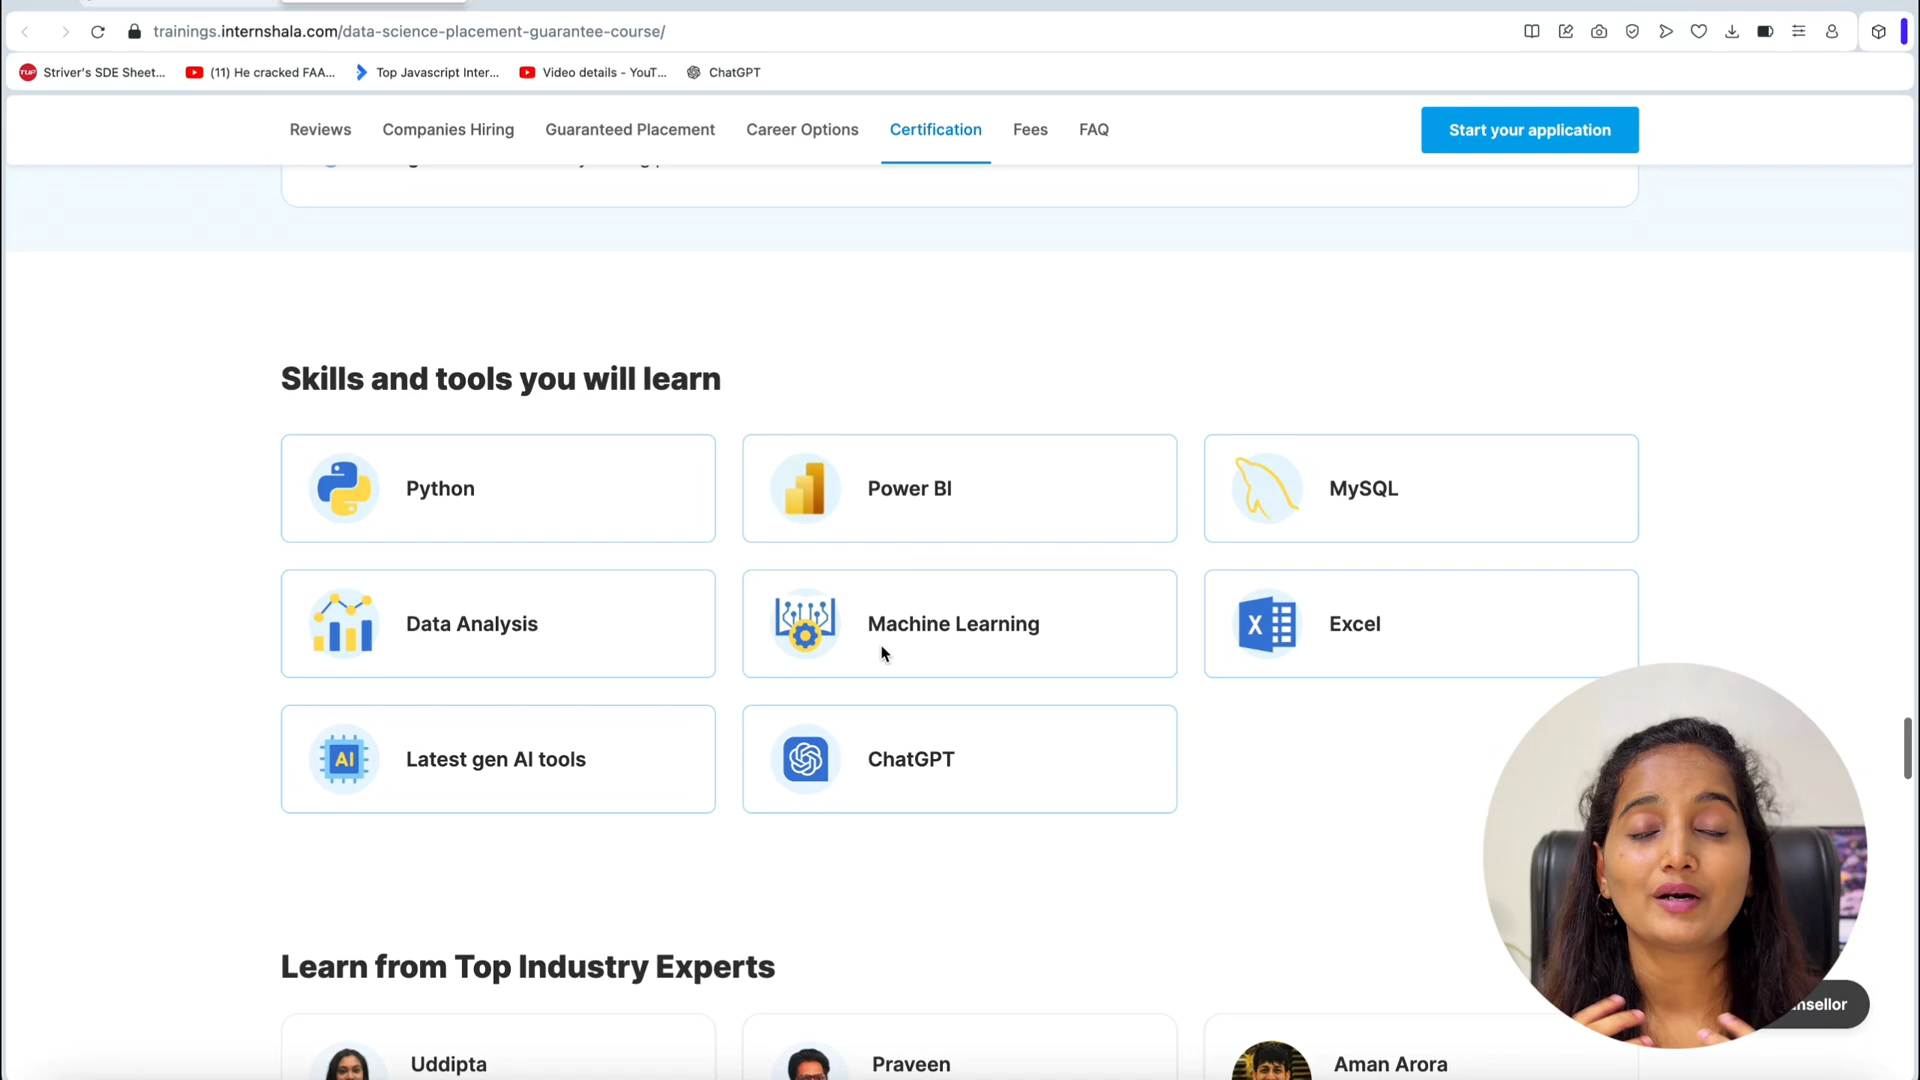 trainings.internshala.com/data-science-placement-guarantee-course/
Striver's SDE Sheet... (11) He cracked FAA... Top Javascript Inter... Video details - YouT... ChatGPT
Reviews Companies Hiring Guaranteed Placement Career Options Certification Fees FAQ Start your application
Skills and tools you will learn
Python Power BI MySQL
Data Analysis Machine Learning X Excel
AI Latest gen AI tools ChatGPT
Learn from Top Industry Experts
nsellor
Uddipta Praveen Aman Arora